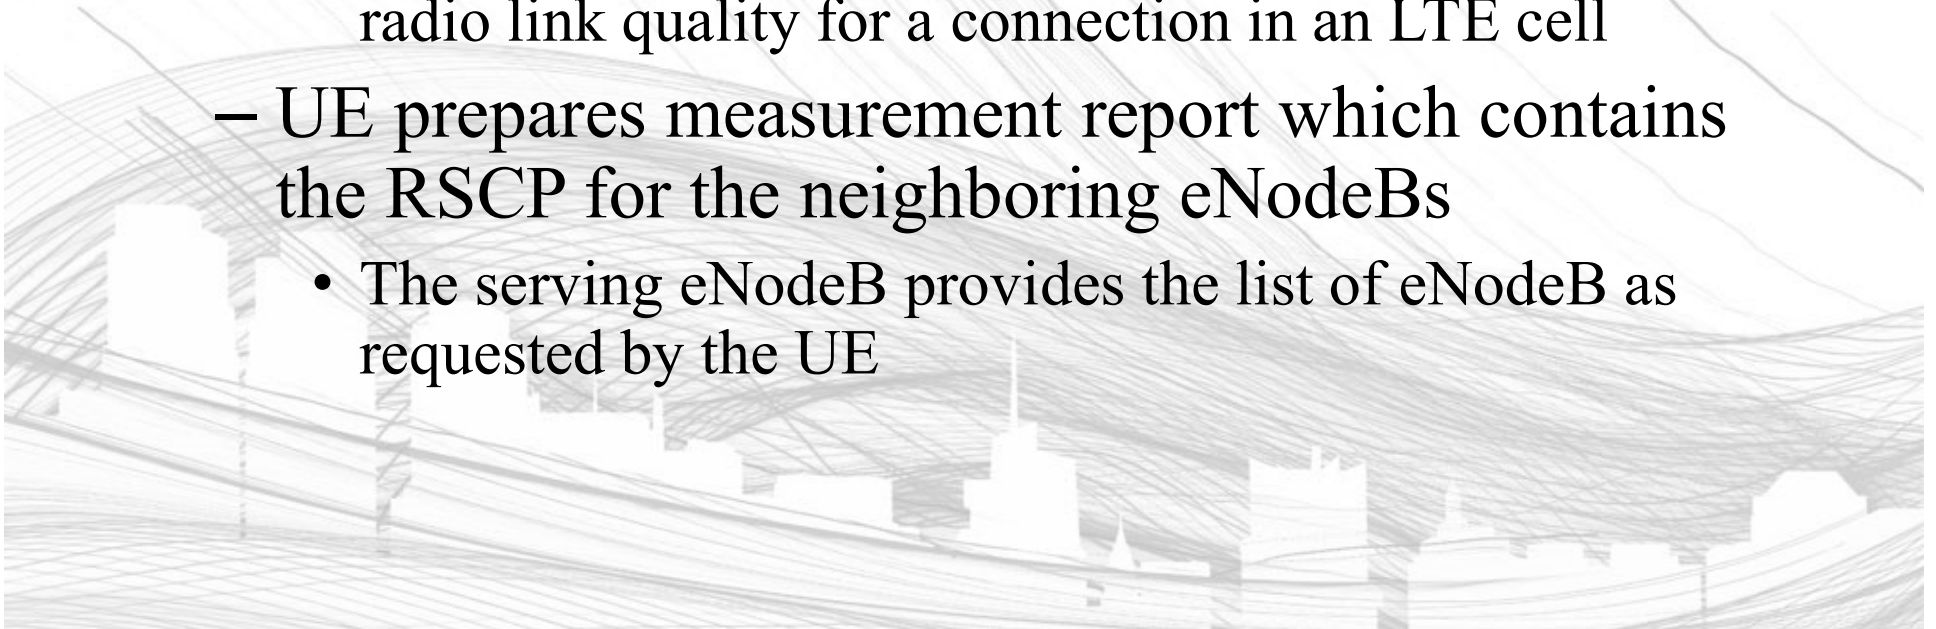 radio link quality for a connection in an LTE cell
– UE prepares measurement report which contains
the RSCP for the neighboring eNodeBs
• The serving eNodeB provides the list of eNodeB as
requested by the UE